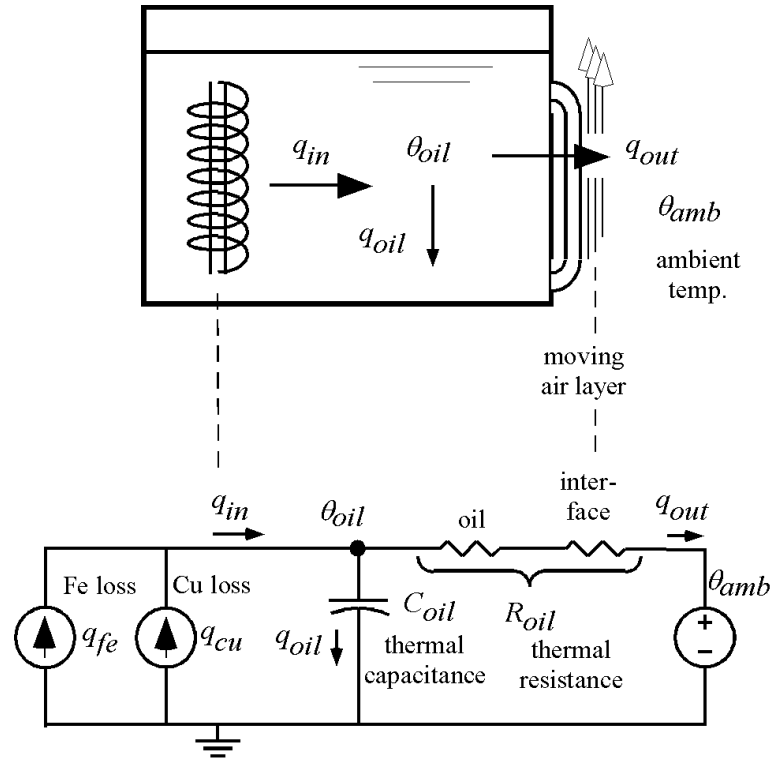 q_in
θ_oil
q_out
q_oil
θ_amb
ambient
temp.
moving
air layer
q_in
θ_oil
oil
inter-
face
q_out
Fe loss
Cu loss
q_fe
q_cu
q_oil
C_oil
thermal
capacitance
R_oil
thermal
resistance
θ_amb
+
−